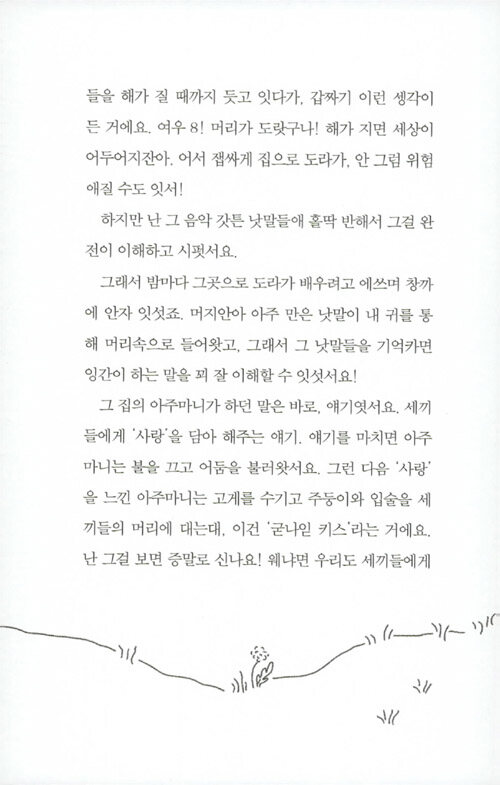 들을 해가 질 때까지 듯고 잇다가, 갑짜기 이런 셍각이
든 거에요. 여우 8! 머리가 도랏구나! 해가 지면 세상이
어두어지잔아. 어서 잽싸게 집으로 도라가, 안 그럼 위험
애질 수도 잇서!
하지만 난 그 음악 갓튼 낫말들애 홀딱 반해서 그걸 완
전이 이해하고 시펏서요.
그래서 밤마다 그곳으로 도라가 배우려고 에쓰며 창까
에 안자 잇섯죠. 머지안아 아주 만은 낫말이 내 귀를 통
해 머리속으로 들어왓고, 그래서 그 낫말들을 기억카면
잉간이 하는 말을 꾀 잘 이해할 수 잇섯서요!
그 집의 아주마니가 하던 말은 바로, 얘기엿서요. 세끼
들에게 ‘사랑’을 담아 해주는 얘기. 얘기를 마치면 아주
마니는 불을 끄고 어둠을 불러왓서요. 그런 다음 ‘사랑’
을 느낀 아주마니는 고게를 수기고 주둥이와 입술을 세
끼들의 머리에 대는대, 이건 ‘굳나읻 키스’라는 거에요.
난 그걸 보면 증말로 신나요! 웨냐면 우리도 세끼들에게